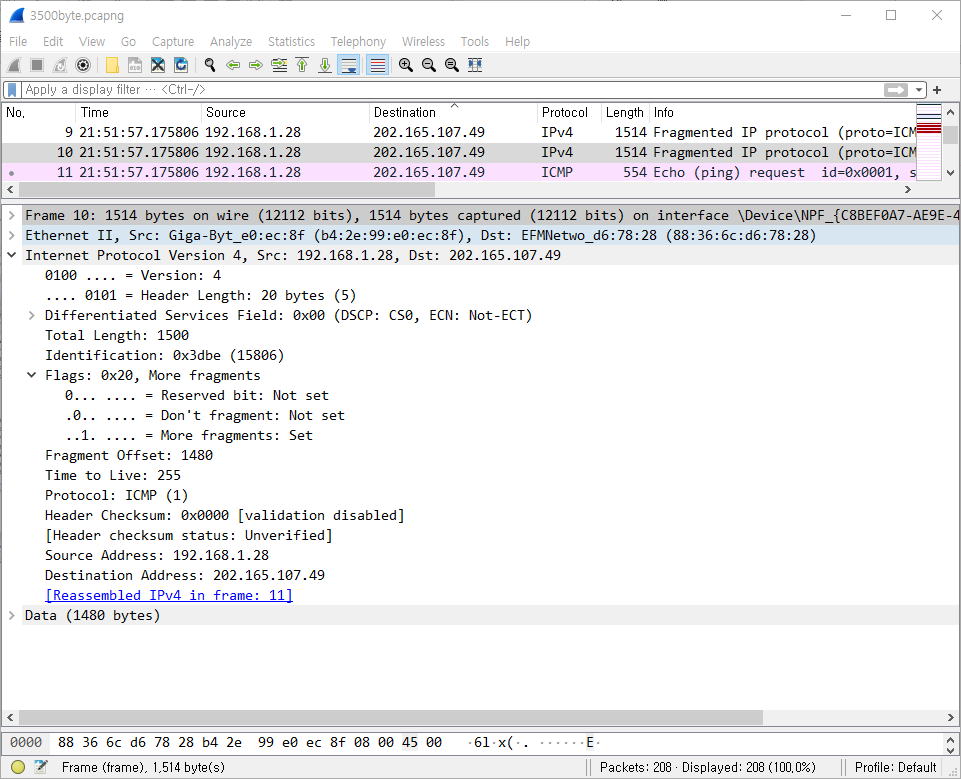 3500byte.pcapng
File Edit View Go Capture Analyze Statistics Telephony Wireless Tools Help
Apply a display filter ··· <Ctrl-/>
No. Time Source Destination Protocol Length Info
9 21:51:57.175806 192.168.1.28 202.165.107.49 IPv4 1514 Fragmented IP protocol (proto=ICM
10 21:51:57.175806 192.168.1.28 202.165.107.49 IPv4 1514 Fragmented IP protocol (proto=ICM
11 21:51:57.175806 192.168.1.28 202.165.107.49 ICMP 554 Echo (ping) request id=0x0001, s
Frame 10: 1514 bytes on wire (12112 bits), 1514 bytes captured (12112 bits) on interface \Device\NPF_{C8BEF0A7-AE9E-4
Ethernet II, Src: Giga-Byt_e0:ec:8f (b4:2e:99:e0:ec:8f), Dst: EFMNetwo_d6:78:28 (88:36:6c:d6:78:28)
Internet Protocol Version 4, Src: 192.168.1.28, Dst: 202.165.107.49
0100 .... = Version: 4
.... 0101 = Header Length: 20 bytes (5)
Differentiated Services Field: 0x00 (DSCP: CS0, ECN: Not-ECT)
Total Length: 1500
Identification: 0x3dbe (15806)
Flags: 0x20, More fragments
0... .... = Reserved bit: Not set
.0.. .... = Don't fragment: Not set
..1. .... = More fragments: Set
Fragment Offset: 1480
Time to Live: 255
Protocol: ICMP (1)
Header Checksum: 0x0000 [validation disabled]
[Header checksum status: Unverified]
Source Address: 192.168.1.28
Destination Address: 202.165.107.49
[Reassembled IPv4 in frame: 11]
Data (1480 bytes)
0000 88 36 6c d6 78 28 b4 2e 99 e0 ec 8f 08 00 45 00 ·6l·x(·. ······E·
Frame (frame), 1,514 byte(s) Packets: 208 · Displayed: 208 (100,0%) Profile: Default